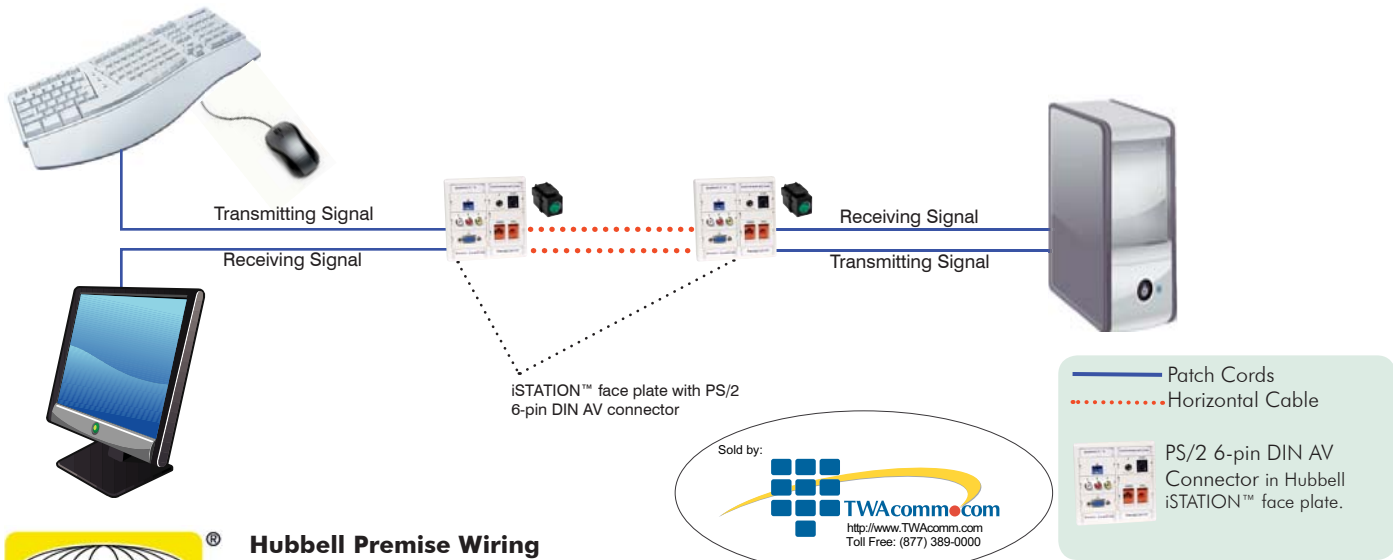 Transmitting Signal
Receiving Signal
Receiving Signal
Transmitting Signal
iSTATION™ face plate with PS/2
6-pin DIN AV connector
Sold by:
TWAcomm.com
http://www.TWAcomm.com
Toll Free: (877) 389-0000
Patch Cords
Horizontal Cable
PS/2 6-pin DIN AV
Connector in Hubbell
iSTATION™ face plate.
®
Hubbell Premise Wiring